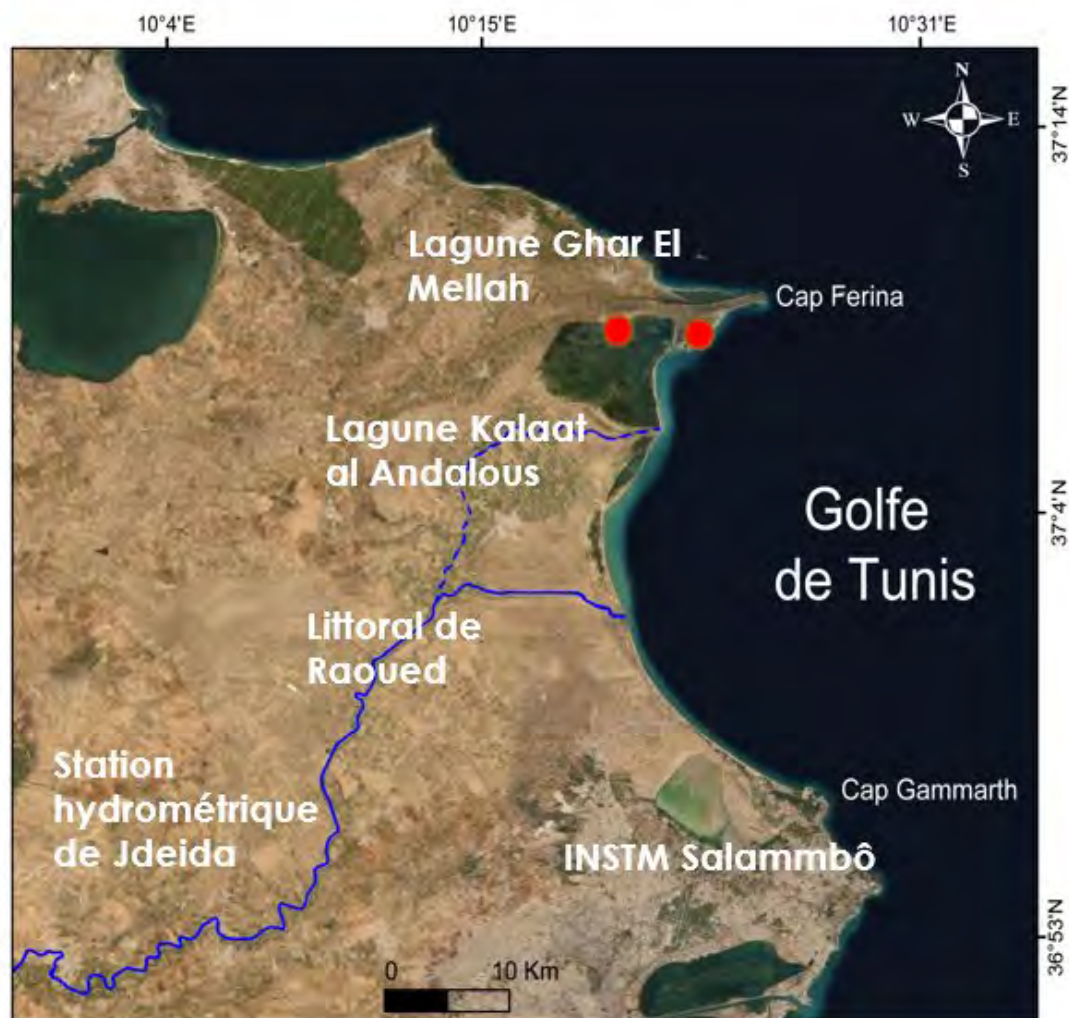 10°4'E 10°15'E 10°31'E
N
W E
S
37°14'N
Lagune Ghar El
Mellah
Cap Ferina
Lagune Kalaat
al Andalous
37°4'N
Golfe
de Tunis
Littoral de
Raoued
Station
hydrométrique
de Jdeida
Cap Gammarth
INSTM Salammbô
36°53'N
0 10 Km